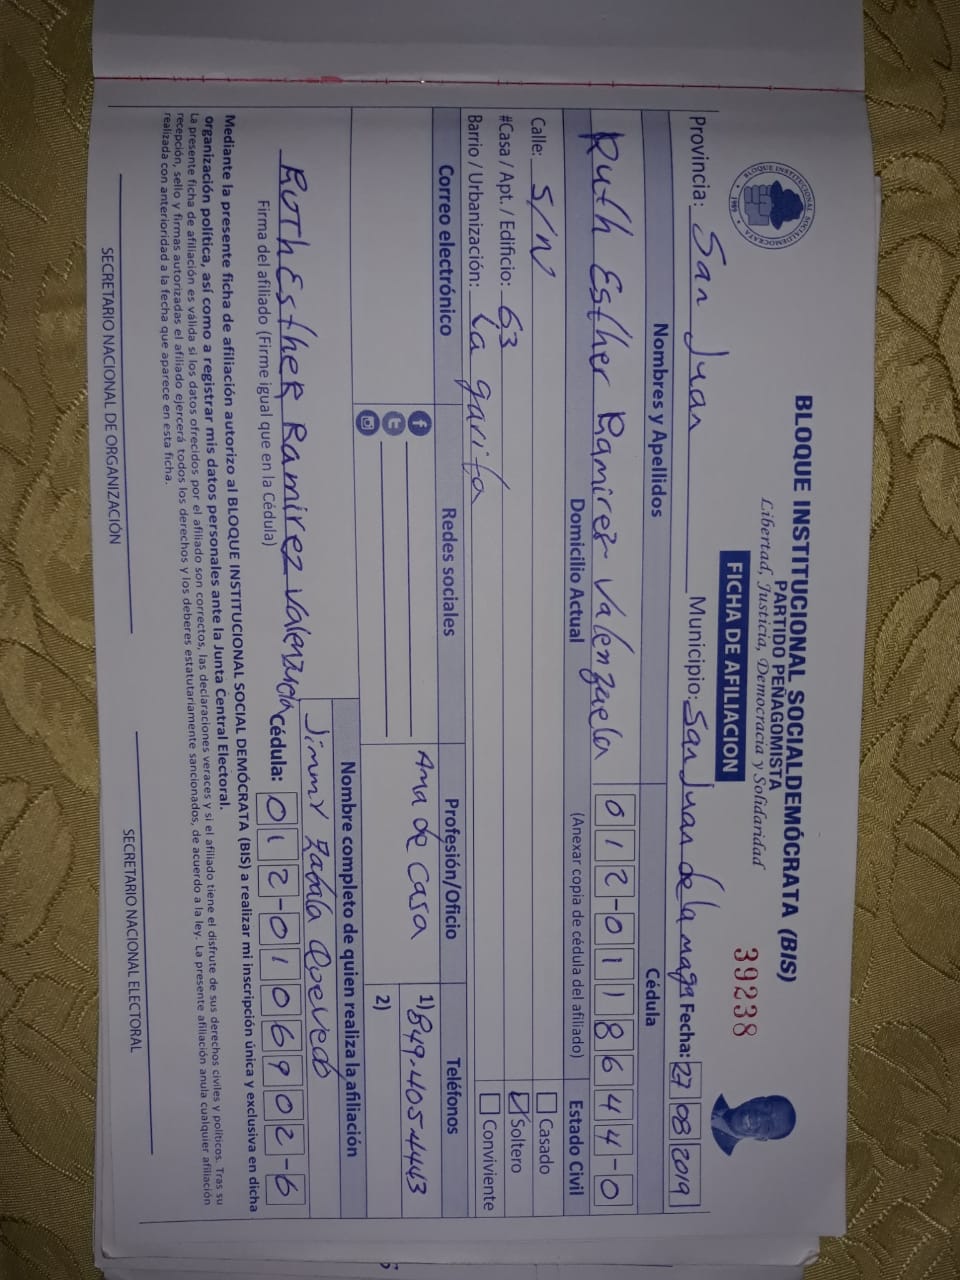 BLOQUE INSTITUCIONAL SOCIALDEMÓCRATA (BIS)
PARTIDO PEÑAGOMISTA
Libertad, Justicia, Democracia y Solidaridad
FICHA DE AFILIACION
39238
BLOQUE INSTITUCIONAL SOCIALDEMOCRATA
1989
Provincia: San Juan Municipio: San Juan de la maga Fecha: 27 08 2019
Nombres y Apellidos Cédula
Ruth Esther Ramires Valenzuela 012-0118644-0
Domicilio Actual (Anexar copia de cédula del afiliado) Estado Civil
Calle: S/N Casado
#Casa / Apt. / Edificio: 63 Soltero
Barrio / Urbanización: La garita Conviviente
Correo electrónico Redes sociales Profesión/Oficio Teléfonos
Ama de casa 1) 849-405-4443
2)
Nombre completo de quien realiza la afiliación
Jimmy Zabala Acevedo
RUTH EstheR Ramirez Valenzuela Cédula: 012-0106902-6
Firma del afiliado (Firme igual que en la Cédula)
Mediante la presente ficha de afiliación autorizo al BLOQUE INSTITUCIONAL SOCIAL DEMÓCRATA (BIS) a realizar mi inscripción única y exclusiva en dicha
organización política, así como a registrar mis datos personales ante la Junta Central Electoral.
La presente ficha de afiliación es válida si los datos ofrecidos por el afiliado son correctos, las declaraciones veraces y si el afiliado tiene el disfrute de sus derechos civiles y políticos. Tras su
recepción, sello y firmas autorizadas el afiliado ejercerá todos los derechos y los deberes estatutariamente sancionados, de acuerdo a la ley. La presente afiliación anula cualquier afiliación
realizada con anterioridad a la fecha que aparece en esta ficha.
SECRETARIO NACIONAL DE ORGANIZACIÓN SECRETARIO NACIONAL ELECTORAL